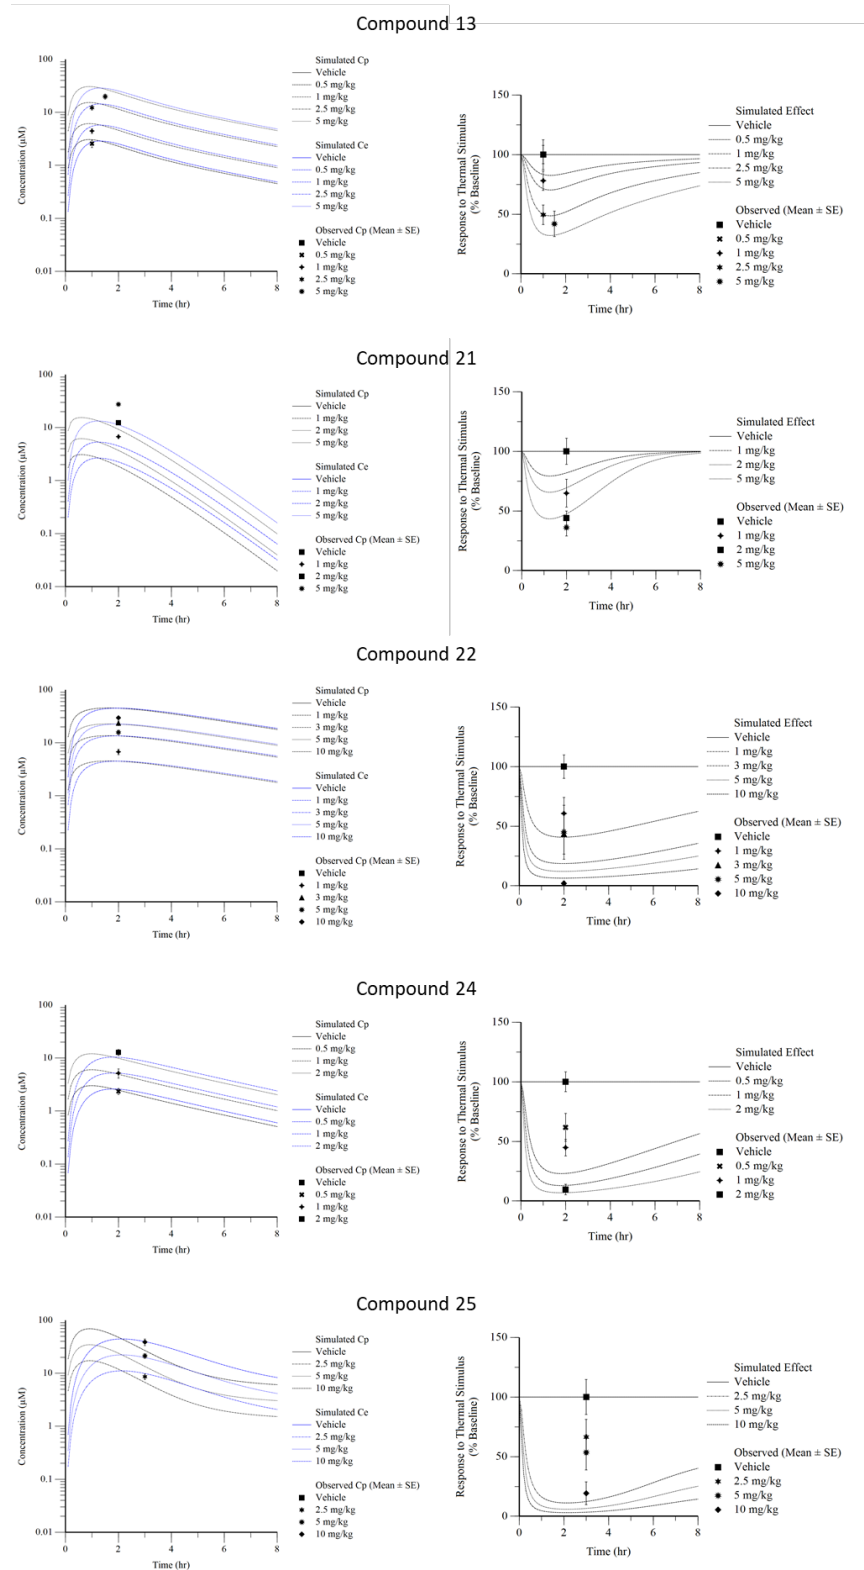 Compound 13
100
10
1
0.1
0.01
Concentration (µM)
0
2
4
6
8
Time (hr)
Simulated Cp
Vehicle
0.5 mg/kg
1 mg/kg
2.5 mg/kg
5 mg/kg
Simulated Ce
Vehicle
0.5 mg/kg
1 mg/kg
2.5 mg/kg
5 mg/kg
Observed Cp (Mean ± SE)
Vehicle
0.5 mg/kg
1 mg/kg
2.5 mg/kg
5 mg/kg
150
100
50
0
Response to Thermal Stimulus
(% Baseline)
0
2
4
6
8
Time (hr)
Simulated Effect
Vehicle
0.5 mg/kg
1 mg/kg
2.5 mg/kg
5 mg/kg
Observed (Mean ± SE)
Vehicle
0.5 mg/kg
1 mg/kg
2.5 mg/kg
5 mg/kg
Compound 21
100
10
1
0.1
0.01
Concentration (µM)
0
2
4
6
8
Time (hr)
Simulated Cp
Vehicle
1 mg/kg
2 mg/kg
5 mg/kg
Simulated Ce
Vehicle
1 mg/kg
2 mg/kg
5 mg/kg
Observed Cp (Mean ± SE)
Vehicle
1 mg/kg
2 mg/kg
5 mg/kg
150
100
50
0
Response to Thermal Stimulus
(% Baseline)
0
2
4
6
8
Time (hr)
Simulated Effect
Vehicle
1 mg/kg
2 mg/kg
5 mg/kg
Observed (Mean ± SE)
Vehicle
1 mg/kg
2 mg/kg
5 mg/kg
Compound 22
100
10
1
0.1
0.01
Concentration (µM)
0
2
4
6
8
Time (hr)
Simulated Cp
Vehicle
1 mg/kg
3 mg/kg
5 mg/kg
10 mg/kg
Simulated Ce
Vehicle
1 mg/kg
3 mg/kg
5 mg/kg
10 mg/kg
Observed Cp (Mean ± SE)
Vehicle
1 mg/kg
3 mg/kg
5 mg/kg
10 mg/kg
150
100
50
0
Response to Thermal Stimulus
(% Baseline)
0
2
4
6
8
Time (hr)
Simulated Effect
Vehicle
1 mg/kg
3 mg/kg
5 mg/kg
10 mg/kg
Observed (Mean ± SE)
Vehicle
1 mg/kg
3 mg/kg
5 mg/kg
10 mg/kg
Compound 24
100
10
1
0.1
0.01
Concentration (µM)
0
2
4
6
8
Time (hr)
Simulated Cp
Vehicle
0.5 mg/kg
1 mg/kg
2 mg/kg
Simulated Ce
Vehicle
0.5 mg/kg
1 mg/kg
2 mg/kg
Observed Cp (Mean ± SE)
Vehicle
0.5 mg/kg
1 mg/kg
2 mg/kg
150
100
50
0
Response to Thermal Stimulus
(% Baseline)
0
2
4
6
8
Time (hr)
Simulated Effect
Vehicle
0.5 mg/kg
1 mg/kg
2 mg/kg
Observed (Mean ± SE)
Vehicle
0.5 mg/kg
1 mg/kg
2 mg/kg
Compound 25
100
10
1
0.1
0.01
Concentration (µM)
0
2
4
6
8
Time (hr)
Simulated Cp
Vehicle
2.5 mg/kg
5 mg/kg
10 mg/kg
Simulated Ce
Vehicle
2.5 mg/kg
5 mg/kg
10 mg/kg
Observed Cp (Mean ± SE)
Vehicle
2.5 mg/kg
5 mg/kg
10 mg/kg
150
100
50
0
Response to Thermal Stimulus
(% Baseline)
0
2
4
6
8
Time (hr)
Simulated Effect
Vehicle
2.5 mg/kg
5 mg/kg
10 mg/kg
Observed (Mean ± SE)
Vehicle
2.5 mg/kg
5 mg/kg
10 mg/kg